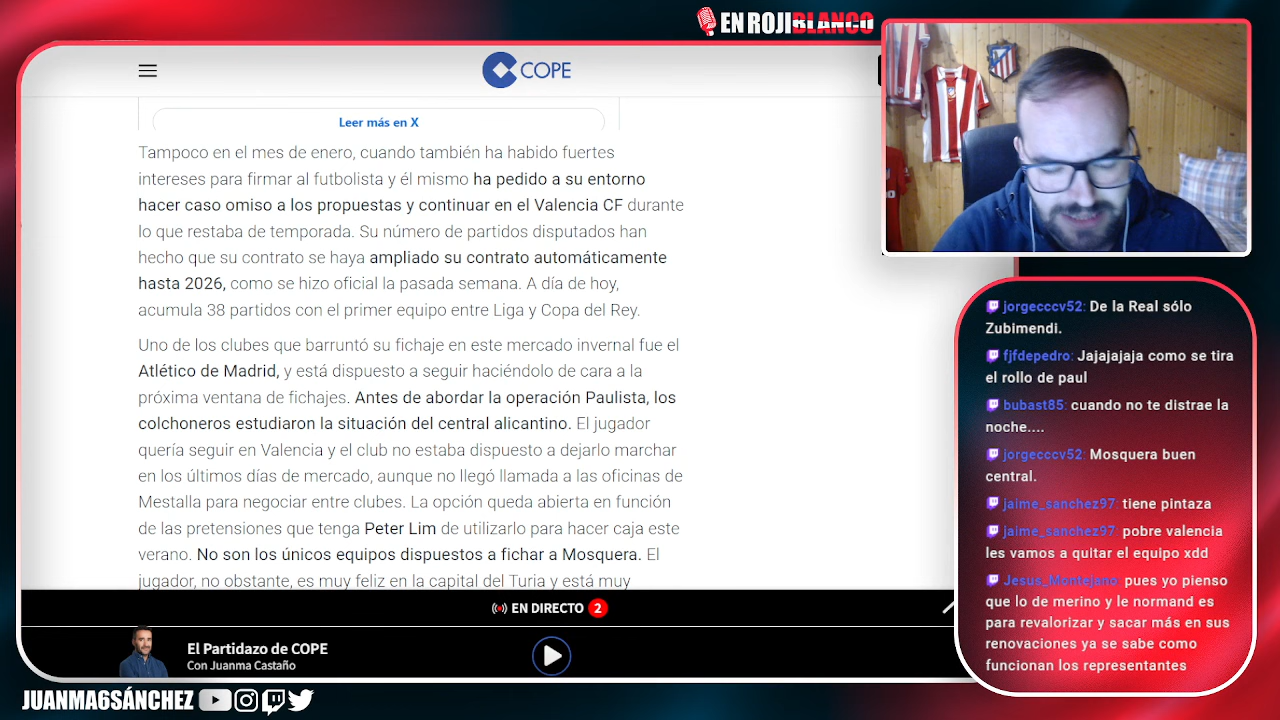 EN ROJIBLANCO
COPE
Leer más en X
Tampoco en el mes de enero, cuando también ha habido fuertes
intereses para firmar al futbolista y él mismo ha pedido a su entorno
hacer caso omiso a los propuestas y continuar en el Valencia CF durante
lo que restaba de temporada. Su número de partidos disputados han
hecho que su contrato se haya ampliado su contrato automáticamente
hasta 2026, como se hizo oficial la pasada semana. A día de hoy,
acumula 38 partidos con el primer equipo entre Liga y Copa del Rey.
Uno de los clubes que barruntó su fichaje en este mercado invernal fue el
Atlético de Madrid, y está dispuesto a seguir haciéndolo de cara a la
próxima ventana de fichajes. Antes de abordar la operación Paulista, los
colchoneros estudiaron la situación del central alicantino. El jugador
quería seguir en Valencia y el club no estaba dispuesto a dejarlo marchar
en los últimos días de mercado, aunque no llegó llamada a las oficinas de
Mestalla para negociar entre clubes. La opción queda abierta en función
de las pretensiones que tenga Peter Lim de utilizarlo para hacer caja este
verano. No son los únicos equipos dispuestos a fichar a Mosquera. El
jugador, no obstante, es muy feliz en la capital del Turia y está muy
EN DIRECTO 2
El Partidazo de COPE
Con Juanma Castaño
jorgecccv52: De la Real sólo
Zubimendi.
fjfdepedro: Jajajajaja como se tira
el rollo de paul
bubast85: cuando no te distrae la
noche....
jorgecccv52: Mosquera buen
central.
jaime_sanchez97: tiene pintaza
jaime_sanchez97: pobre valencia
les vamos a quitar el equipo xdd
Jesus_Montejano: pues yo pienso
que lo de merino y le normand es
para revalorizar y sacar más en sus
renovaciones ya se sabe como
funcionan los representantes
JUANMA6SÁNCHEZ